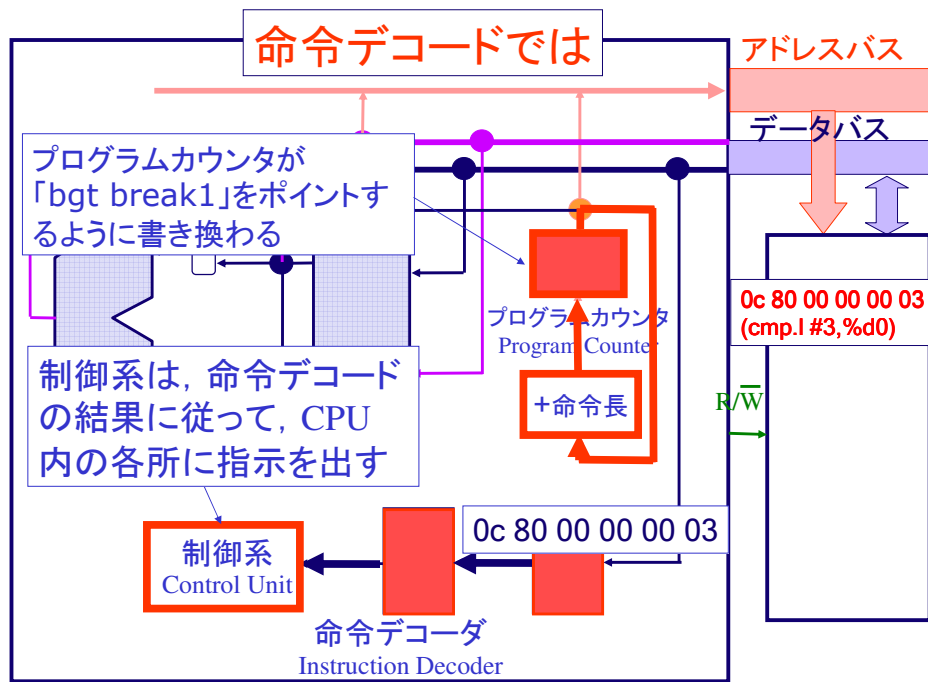 命令デコードでは
アドレスバス
データバス
プログラムカウンタが
「bgt break1」をポイントす
るように書き換わる
プログラムカウンタ
Program Counter
0c 80 00 00 00 03
(cmp.l #3,%d0)
制御系は，命令デコード
の結果に従って，CPU
内の各所に指示を出す
+命令長
R/W̅
0c 80 00 00 00 03
制御系
Control Unit
命令デコーダ
Instruction Decoder